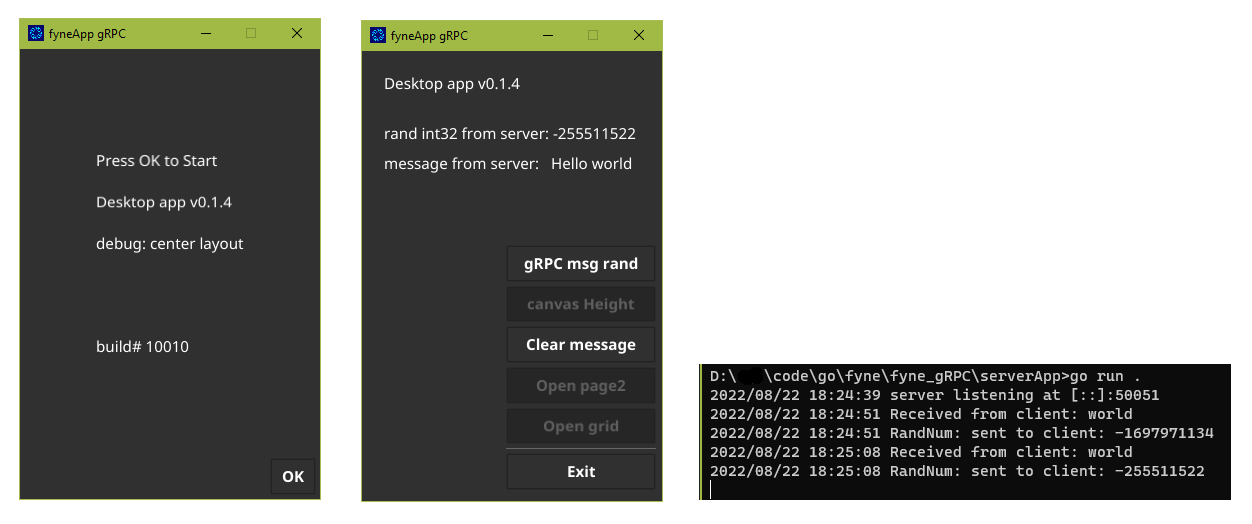 fyneApp gRPC
Press OK to Start
Desktop app v0.1.4
debug: center layout
build# 10010
OK
fyneApp gRPC
Desktop app v0.1.4
rand int32 from server: -255511522
message from server: Hello world
gRPC msg rand
canvas Height
Clear message
Open page2
Open grid
Exit
D:\ \code\go\fyne\fyne_gRPC\serverApp>go run .
2022/08/22 18:24:39 server listening at [::]:50051
2022/08/22 18:24:51 Received from client: world
2022/08/22 18:24:51 RandNum: sent to client: -1697971134
2022/08/22 18:25:08 Received from client: world
2022/08/22 18:25:08 RandNum: sent to client: -255511522